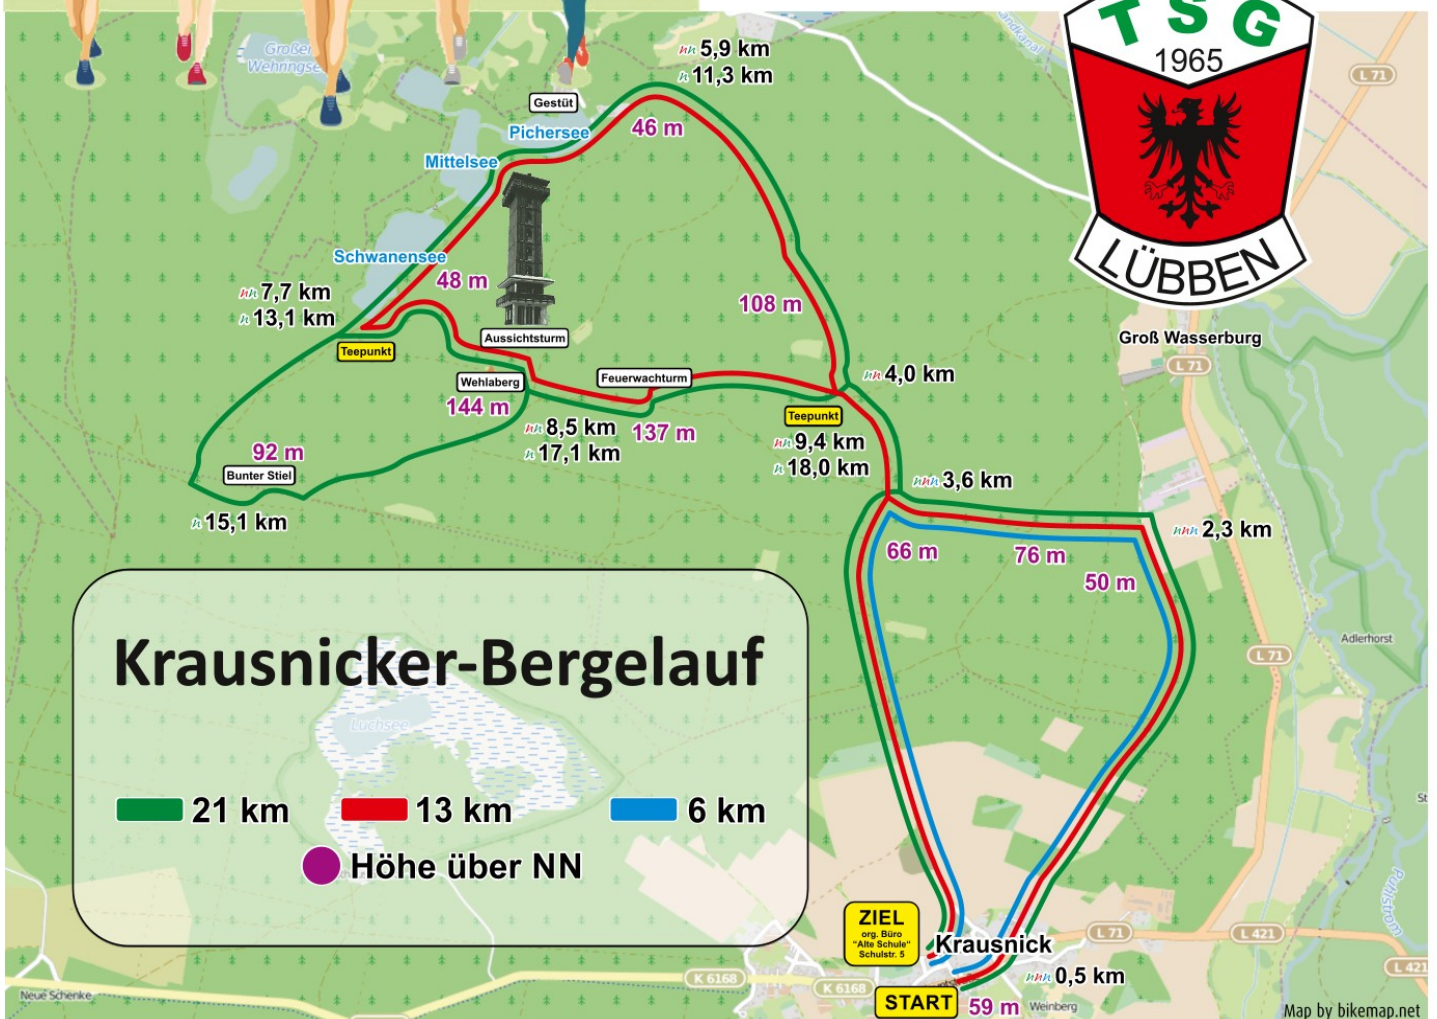 TSG
1965
LÜBBEN
Großer
Wehringse
L 71
5,9 km
11,3 km
Gestüt
46 m
Pichersee
Mittelsee
Schwanensee
48 m
7,7 km
13,1 km
108 m
Aussichtsturm
Teepunkt
Groß Wasserburg
L 71
Wehlaberg
Feuerwachturm
4,0 km
144 m
Teepunkt
8,5 km
17,1 km
137 m
9,4 km
18,0 km
92 m
Bunter Stiel
3,6 km
15,1 km
2,3 km
66 m
76 m
50 m
Adlerhorst
L 71
Krausnicker-Bergelauf
Luchsee
21 km
13 km
6 km
Höhe über NN
St
Puhlstrom
ZIEL
org. Büro
"Alte Schule"
Schulstr. 5
Krausnick
L 71
L 421
L 421
K 6168
K 6168
0,5 km
START
59 m
Weinberg
Neue Schenke
Map by bikemap.net